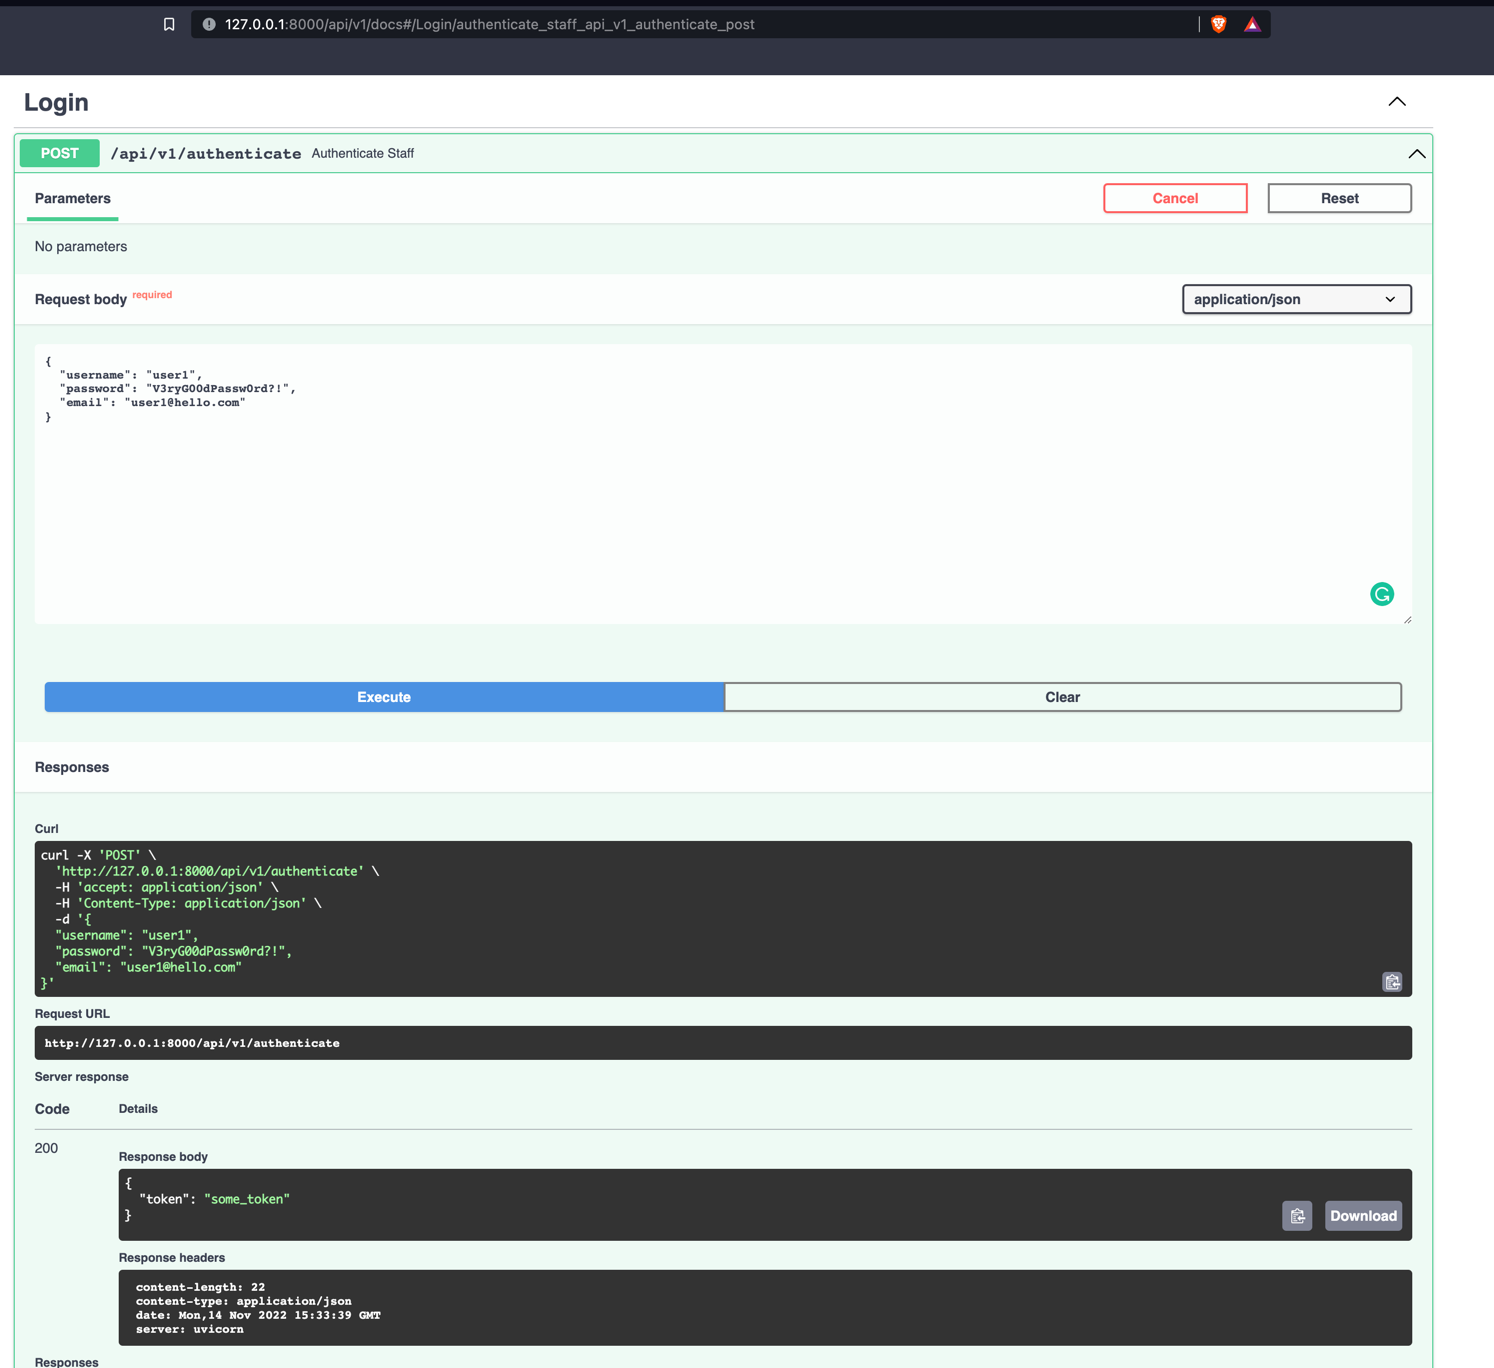 127.0.0.1:8000/api/v1/docs#/Login/authenticate_staff_api_v1_authenticate_post
Login
POST /api/v1/authenticate Authenticate Staff
Parameters
Cancel
Reset
No parameters
Request body required
application/json
{
"username": "user1",
"password": "V3ryG00dPassw0rd?!",
"email": "user1@hello.com"
}
Execute
Clear
Responses
Curl
curl -X 'POST' \
'http://127.0.0.1:8000/api/v1/authenticate' \
-H 'accept: application/json' \
-H 'Content-Type: application/json' \
-d '{
"username": "user1",
"password": "V3ryG00dPassw0rd?!",
"email": "user1@hello.com"
}'
Request URL
http://127.0.0.1:8000/api/v1/authenticate
Server response
Code Details
200
Response body
{
"token": "some_token"
}
Download
Response headers
content-length: 22
content-type: application/json
date: Mon,14 Nov 2022 15:33:39 GMT
server: uvicorn
Responses